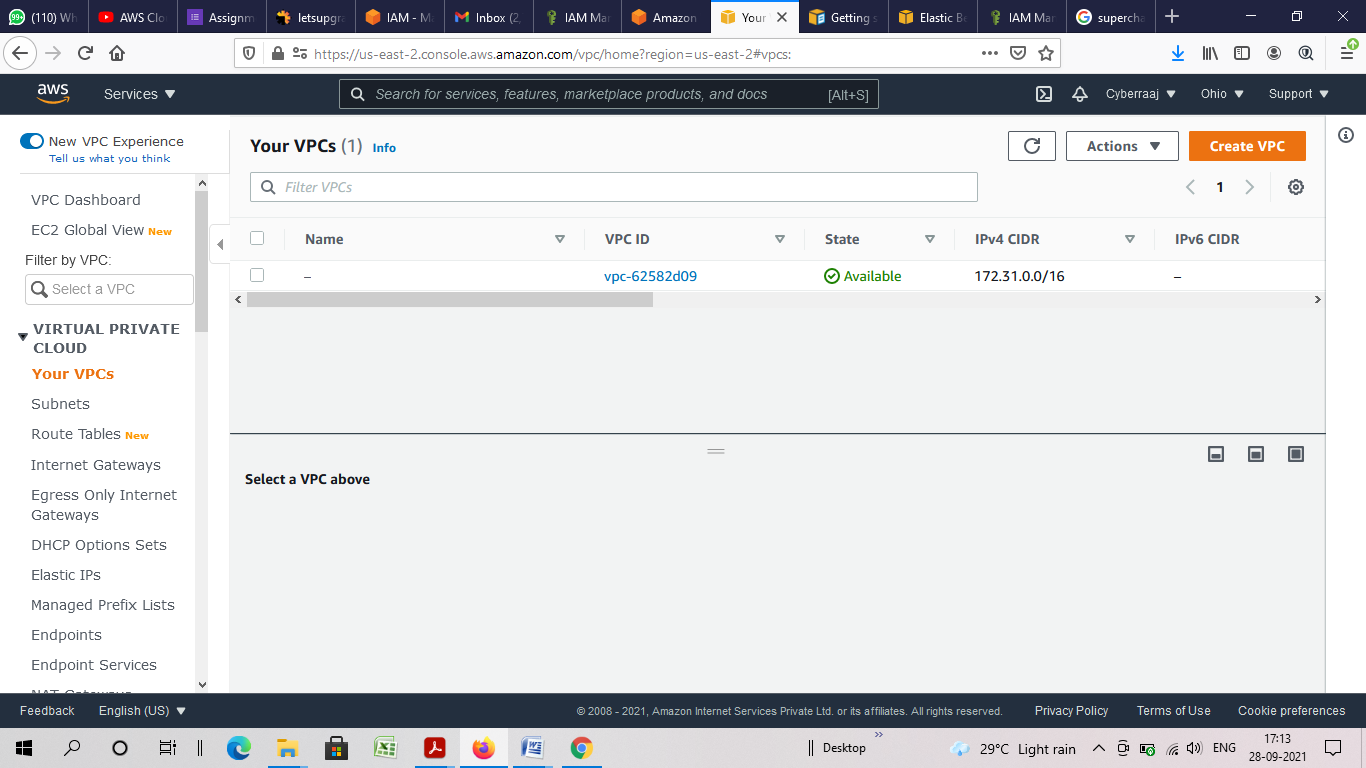 99+
(110) Wh
AWS Clo
Assignm
letsupgra
IAM - Ma
Inbox (2,
IAM Man
Amazon
Your
Getting s
Elastic Be
IAM Man
supercha
https://us-east-2.console.aws.amazon.com/vpc/home?region=us-east-2#vpcs:
aws
Services
Search for services, features, marketplace products, and docs
[Alt+S]
Cyberraaj
Ohio
Support
New VPC Experience
Tell us what you think
VPC Dashboard
EC2 Global View New
Filter by VPC:
Select a VPC
VIRTUAL PRIVATE
CLOUD
Your VPCs
Subnets
Route Tables New
Internet Gateways
Egress Only Internet
Gateways
DHCP Options Sets
Elastic IPs
Managed Prefix Lists
Endpoints
Endpoint Services
NAT Gateways
Your VPCs (1) Info
Actions
Create VPC
Filter VPCs
1
Name
VPC ID
State
IPv4 CIDR
IPv6 CIDR
–
vpc-62582d09
Available
172.31.0.0/16
–
Select a VPC above
Feedback
English (US)
© 2008 - 2021, Amazon Internet Services Private Ltd. or its affiliates. All rights reserved.
Privacy Policy
Terms of Use
Cookie preferences
Desktop
29°C Light rain
ENG
17:13
28-09-2021